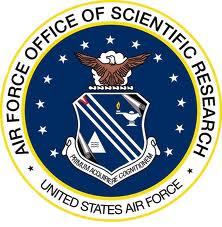 AIR FORCE OFFICE OF SCIENTIFIC RESEARCH
PRIMUM ACQUIRERE COGNITIONEM
UNITED STATES AIR FORCE